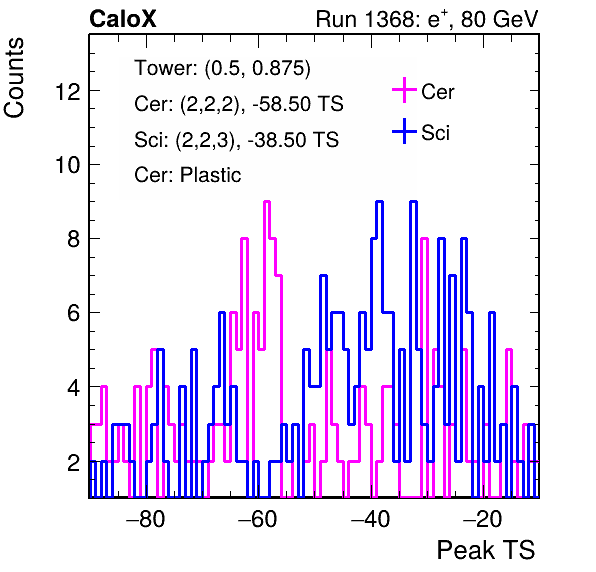 CaloX Run 1368: e+, 80 GeV
Counts
Tower: (0.5, 0.875)
Cer: (2,2,2), -58.50 TS
Sci: (2,2,3), -38.50 TS
Cer: Plastic
Cer
Sci
12
10
8
6
4
2
−80 −60 −40 −20
Peak TS